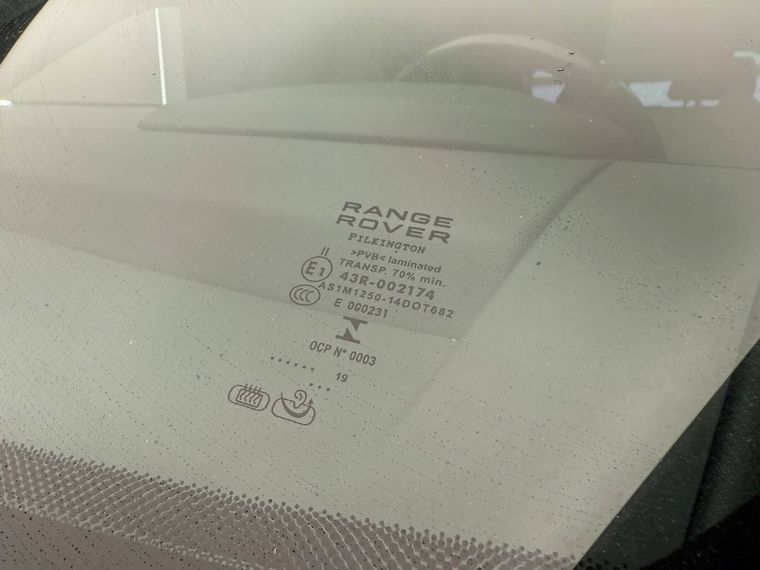 RANGE
ROVER
PILKINGTON
II
>PVB< laminated
TRANSP. 70% min.
E1
43R-002174
CCC
AS1M1250-14DOT682
E 000231
OCP N° 0003
...... 19
...